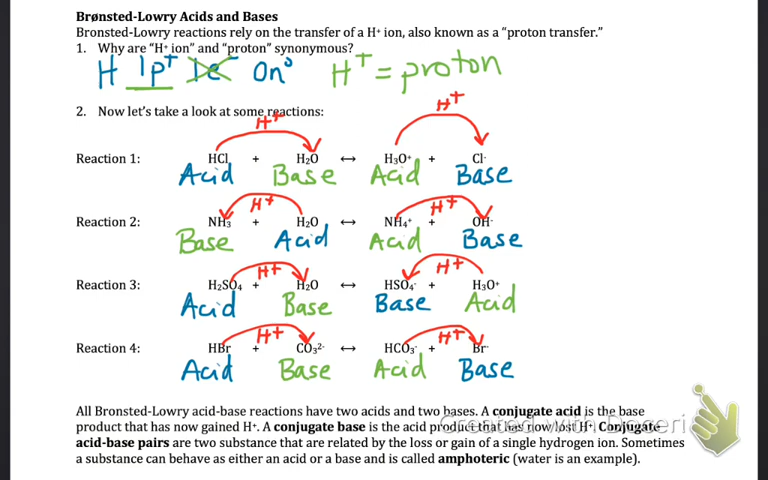 Brønsted-Lowry Acids and Bases
Bronsted-Lowry reactions rely on the transfer of a H⁺ ion, also known as a “proton transfer.”
1. Why are “H⁺ ion” and “proton” synonymous?
H 1p⁺ 1e⁻ 0n⁰ H⁺ = proton
2. Now let’s take a look at some reactions:
H⁺ H⁺
Reaction 1: HCl + H₂O ↔ H₃O⁺ + Cl⁻
Acid Base Acid Base
H⁺ H⁺
Reaction 2: NH₃ + H₂O ↔ NH₄⁺ + OH⁻
Base Acid Acid Base
H⁺ H⁺
Reaction 3: H₂SO₄ + H₂O ↔ HSO₄⁻ + H₃O⁺
Acid Base Base Acid
H⁺ H⁺
Reaction 4: HBr + CO₃²⁻ ↔ HCO₃⁻ + Br⁻
Acid Base Acid Base
All Bronsted-Lowry acid-base reactions have two acids and two bases. A conjugate acid is the base
product that has now gained H⁺. A conjugate base is the acid product that has now lost H⁺. Conjugate
acid-base pairs are two substances that are related by the loss or gain of a single hydrogen ion. Sometimes
a substance can behave as either an acid or a base and is called amphoteric (water is an example).
Created with Doceri